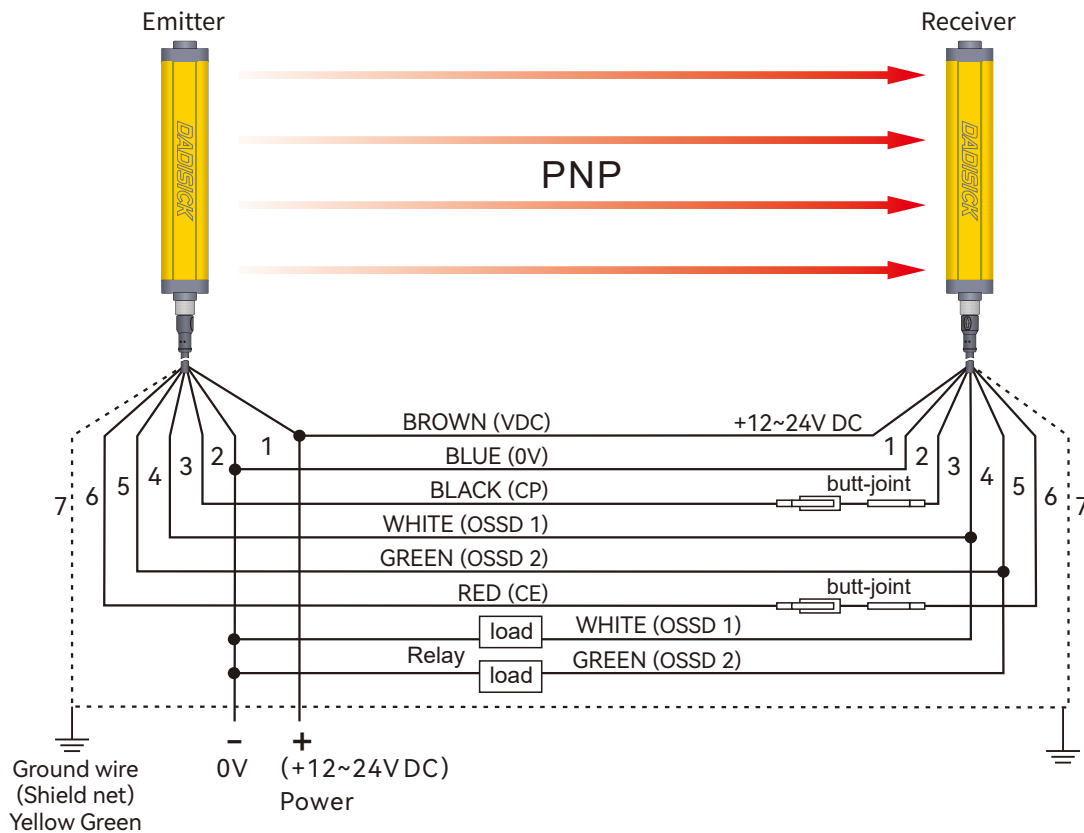 Emitter
Receiver
DADISICK
DADISICK
PNP
BROWN (VDC)
+12~24V DC
1
1
BLUE (0V)
2
2
BLACK (CP)
butt-joint
3
3
WHITE (OSSD 1)
4
4
GREEN (OSSD 2)
5
5
RED (CE)
butt-joint
6
6
7
7
load
WHITE (OSSD 1)
Relay
load
GREEN (OSSD 2)
-
+
0V
(+12~24V DC)
Power
Ground wire
(Shield net)
Yellow Green